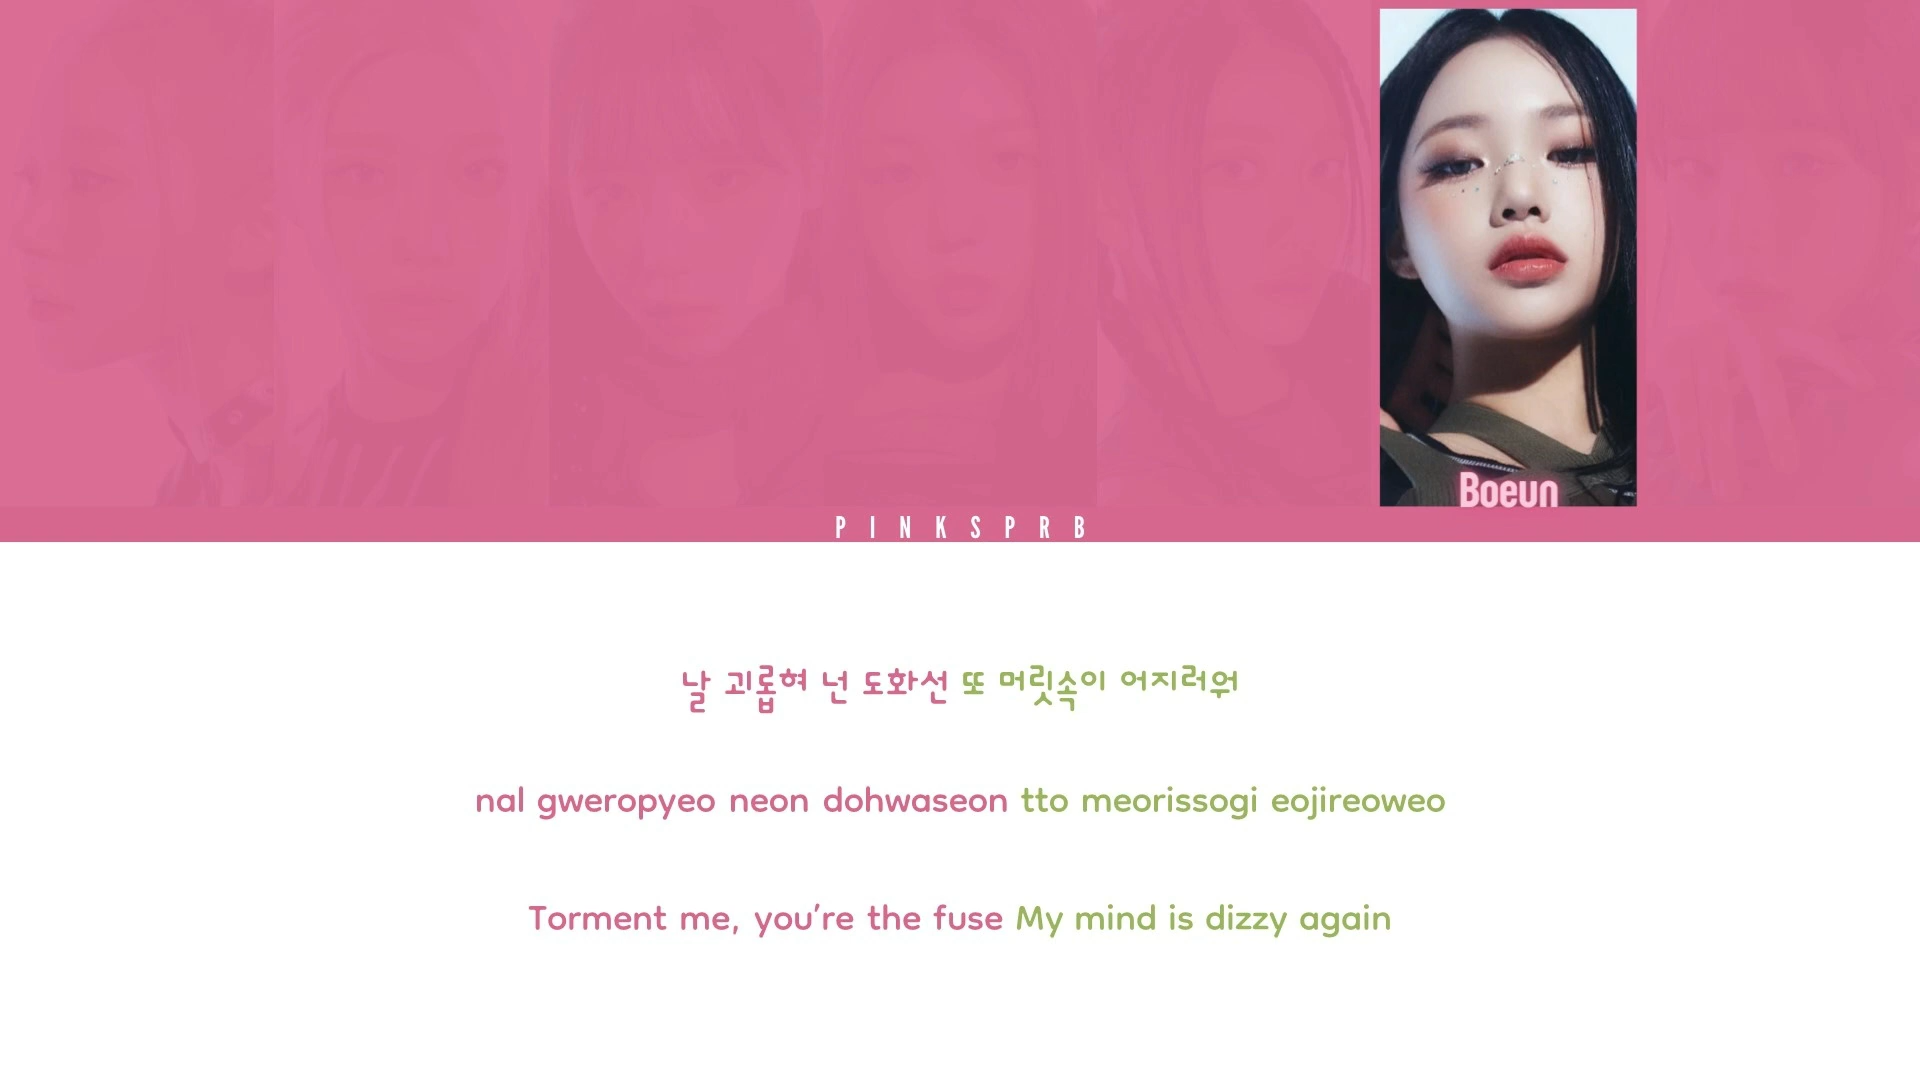 Boeun
PINKSPRB
날 괴롭혀 넌 도화선 또 머릿속이 어지러워
nal gweropyeo neon dohwaseon tto meorissogi eojireoweo
Torment me, you're the fuse My mind is dizzy again